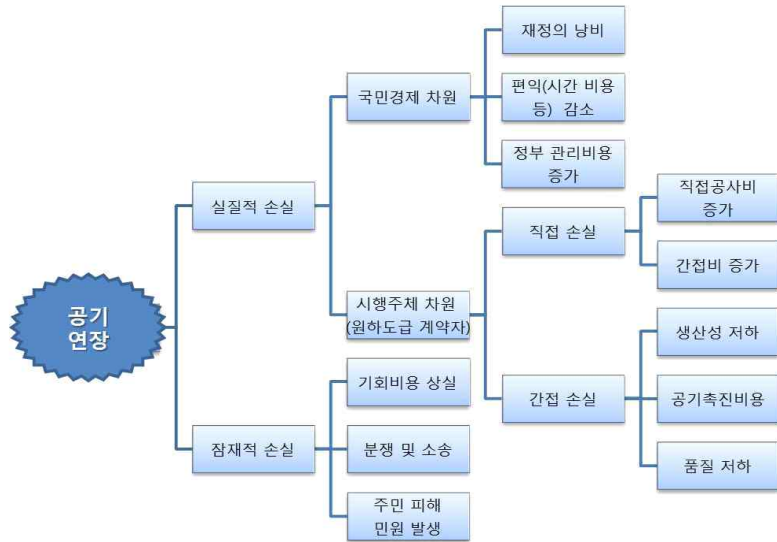 공기
연장
실질적 손실
국민경제 차원
재정의 낭비
편익(시간 비용
등) 감소
정부 관리비용
증가
시행주체 차원
(원하도급 계약자)
직접 손실
직접공사비
증가
간접비 증가
간접 손실
생산성 저하
공기촉진비용
품질 저하
잠재적 손실
기회비용 상실
분쟁 및 소송
주민 피해
민원 발생